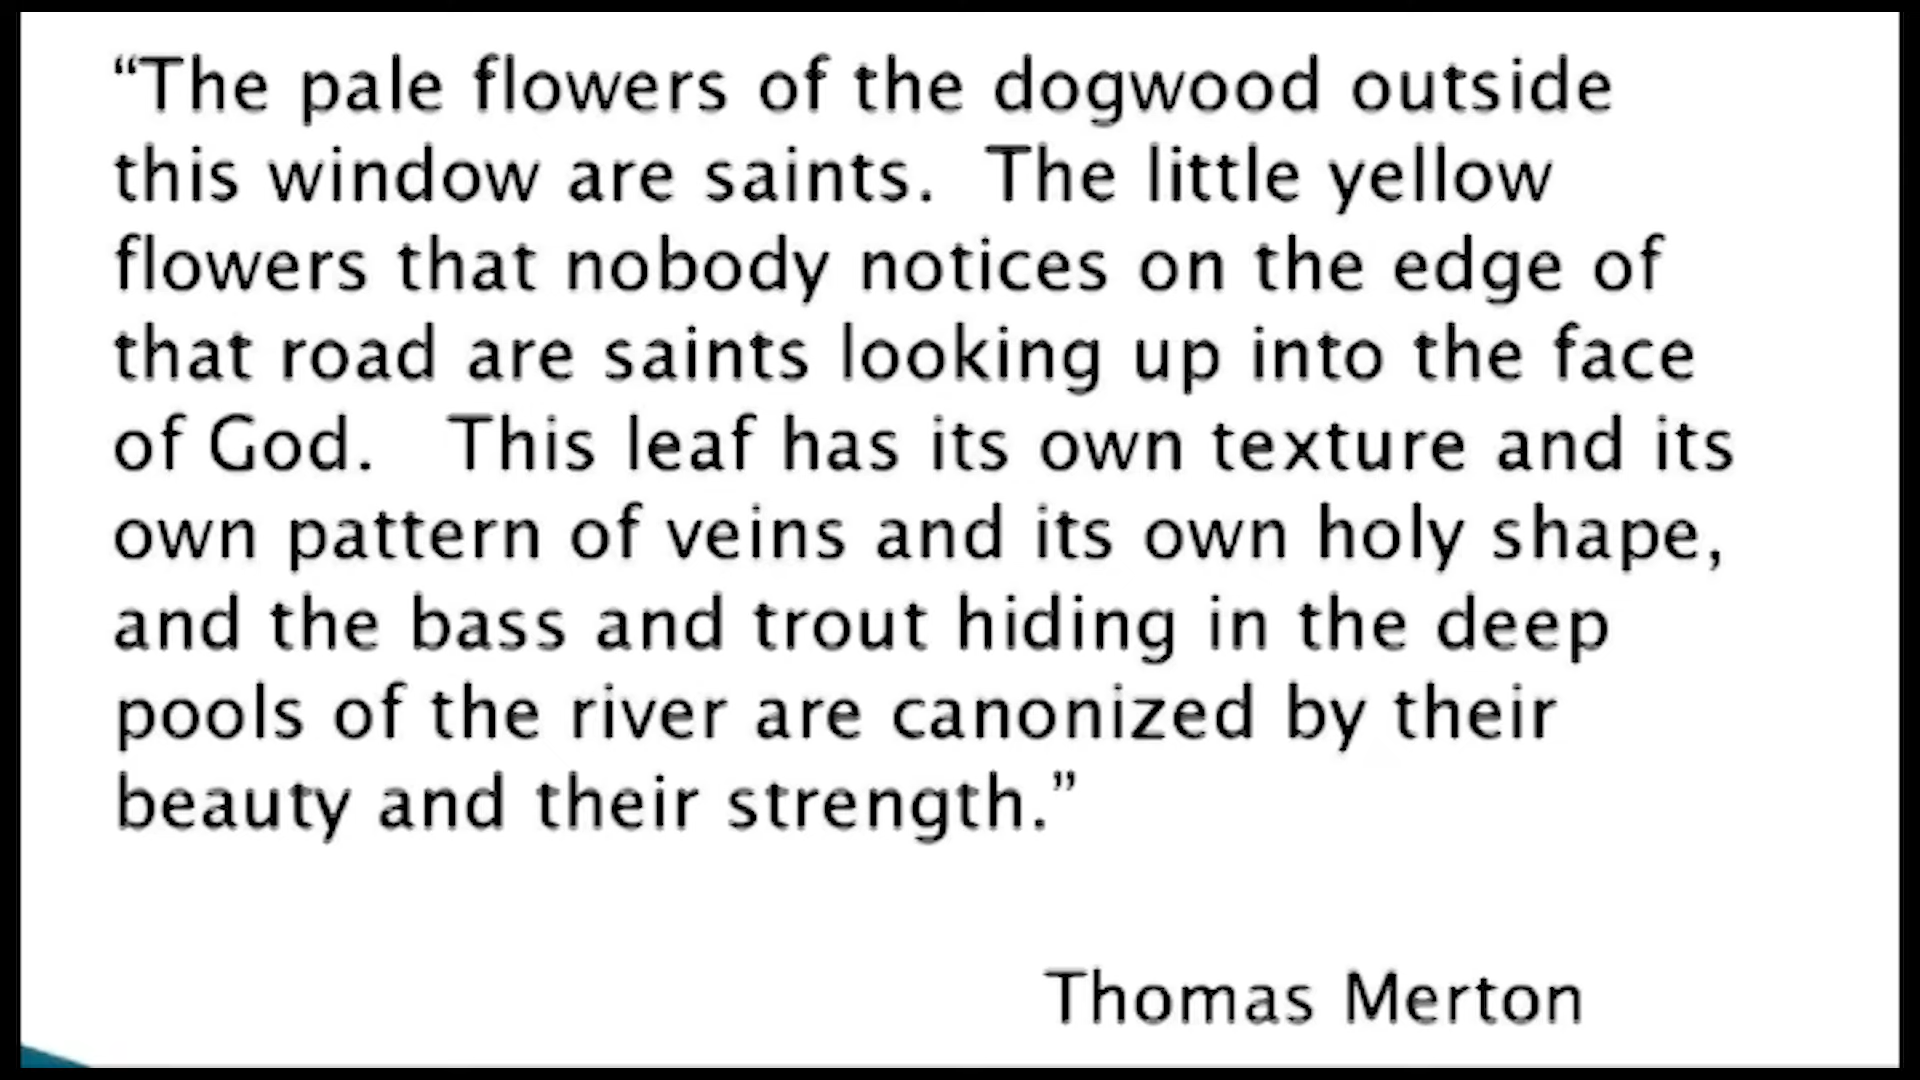 “The pale flowers of the dogwood outside
this window are saints.  The little yellow
flowers that nobody notices on the edge of
that road are saints looking up into the face
of God.   This leaf has its own texture and its
own pattern of veins and its own holy shape,
and the bass and trout hiding in the deep
pools of the river are canonized by their
beauty and their strength.”
Thomas Merton